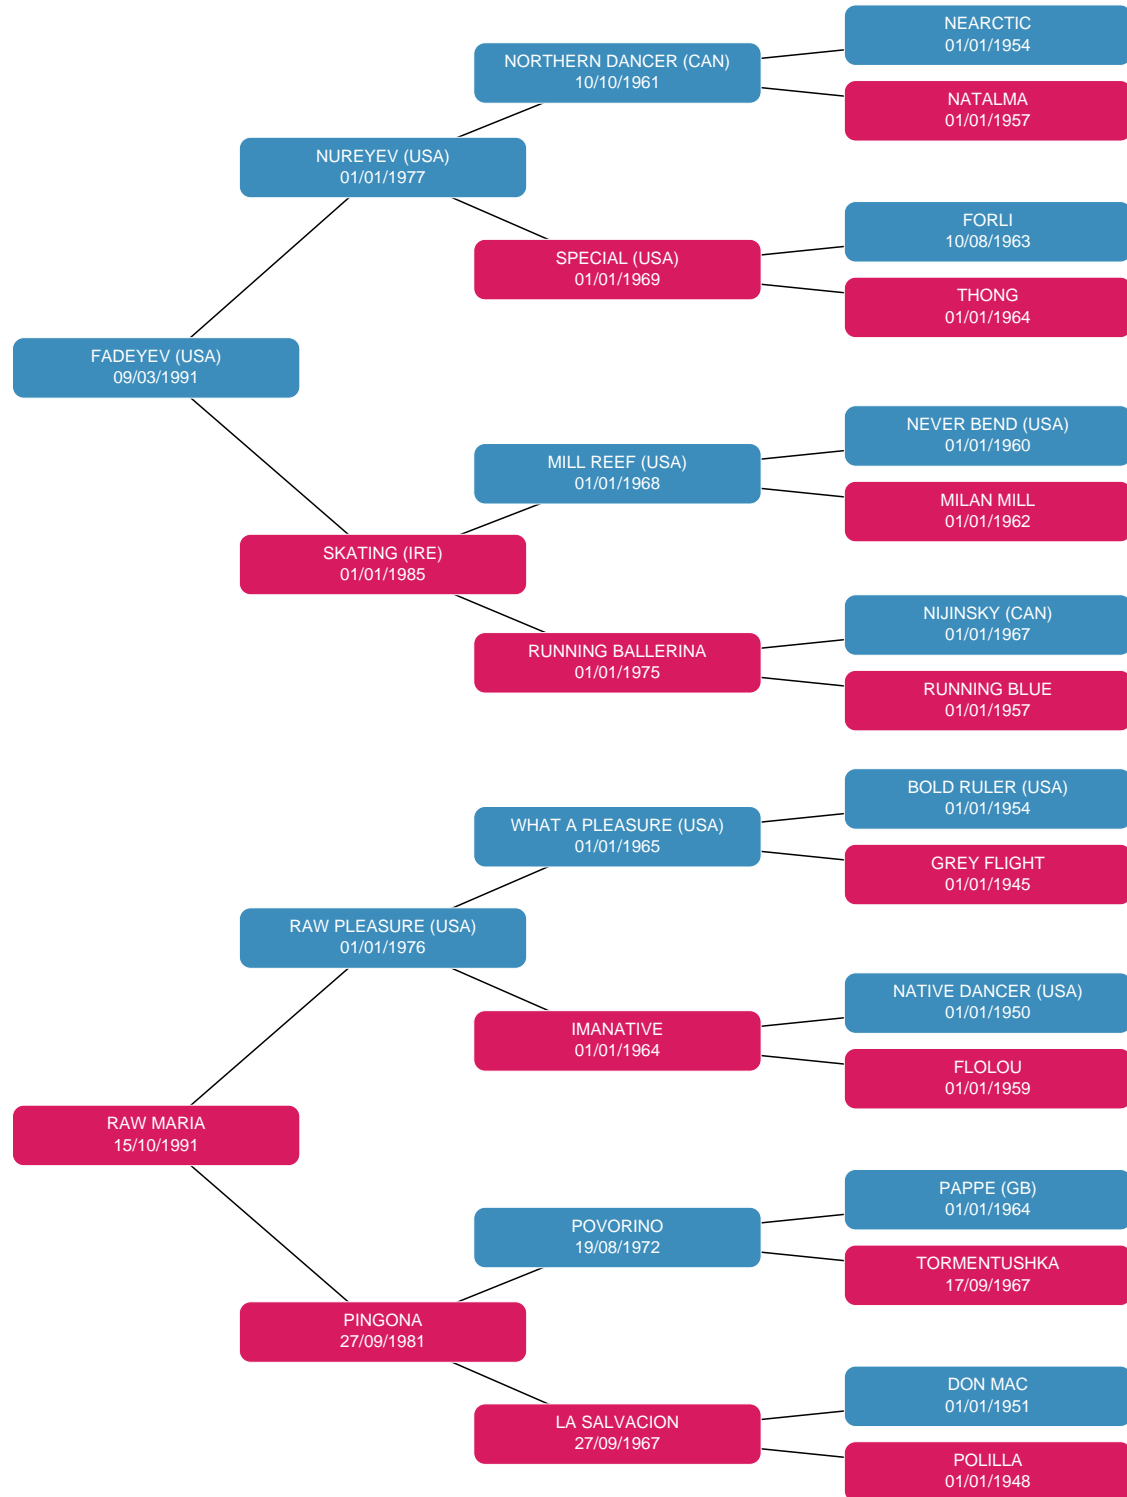 NEARCTIC
01/01/1954
NORTHERN DANCER (CAN)
10/10/1961
NATALMA
01/01/1957
NUREYEV (USA)
01/01/1977
FORLI
10/08/1963
SPECIAL (USA)
01/01/1969
THONG
01/01/1964
FADEYEV (USA)
09/03/1991
NEVER BEND (USA)
01/01/1960
MILL REEF (USA)
01/01/1968
MILAN MILL
01/01/1962
SKATING (IRE)
01/01/1985
NIJINSKY (CAN)
01/01/1967
RUNNING BALLERINA
01/01/1975
RUNNING BLUE
01/01/1957
BOLD RULER (USA)
01/01/1954
WHAT A PLEASURE (USA)
01/01/1965
GREY FLIGHT
01/01/1945
RAW PLEASURE (USA)
01/01/1976
NATIVE DANCER (USA)
01/01/1950
IMANATIVE
01/01/1964
FLOLOU
01/01/1959
RAW MARIA
15/10/1991
PAPPE (GB)
01/01/1964
POVORINO
19/08/1972
TORMENTUSHKA
17/09/1967
PINGONA
27/09/1981
DON MAC
01/01/1951
LA SALVACION
27/09/1967
POLILLA
01/01/1948